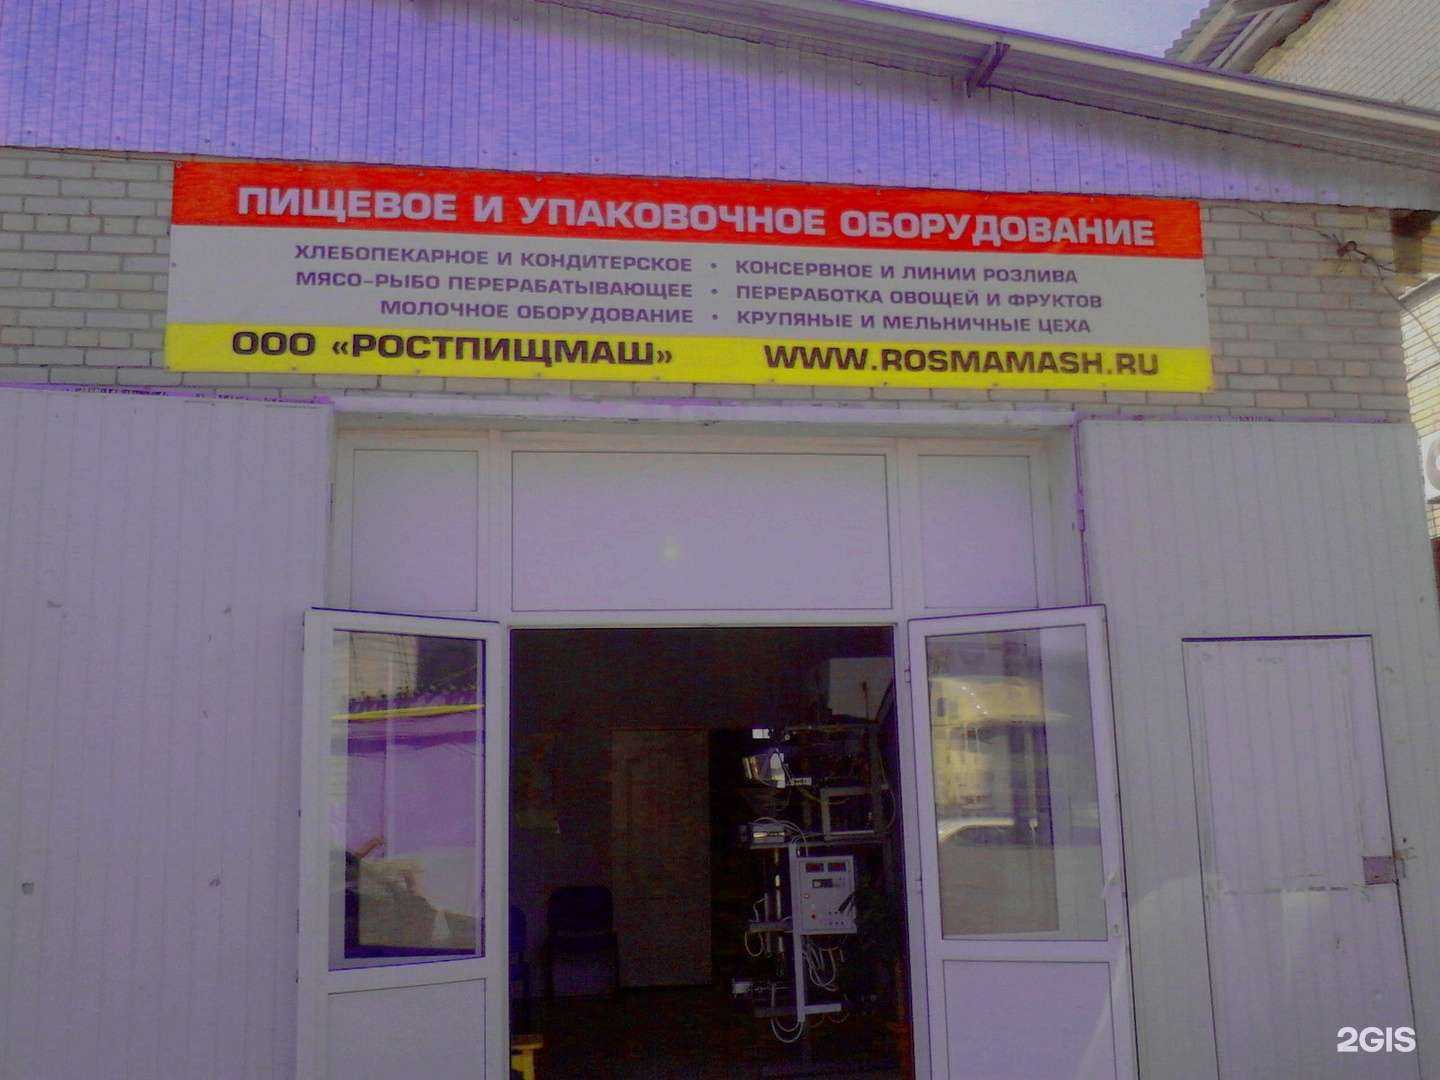 ПИЩЕВОЕ И УПАКОВОЧНОЕ ОБОРУДОВАНИЕ
ХЛЕБОПЕКАРНОЕ И КОНДИТЕРСКОЕ • КОНСЕРВНОЕ И ЛИНИИ РОЗЛИВА
МЯСО-РЫБО ПЕРЕРАБАТЫВАЮЩЕЕ • ПЕРЕРАБОТКА ОВОЩЕЙ И ФРУКТОВ
МОЛОЧНОЕ ОБОРУДОВАНИЕ • КРУПЯНЫЕ И МЕЛЬНИЧНЫЕ ЦЕХА
ООО «РОСТПИЩМАШ» WWW.ROSMAMASH.RU
2GIS